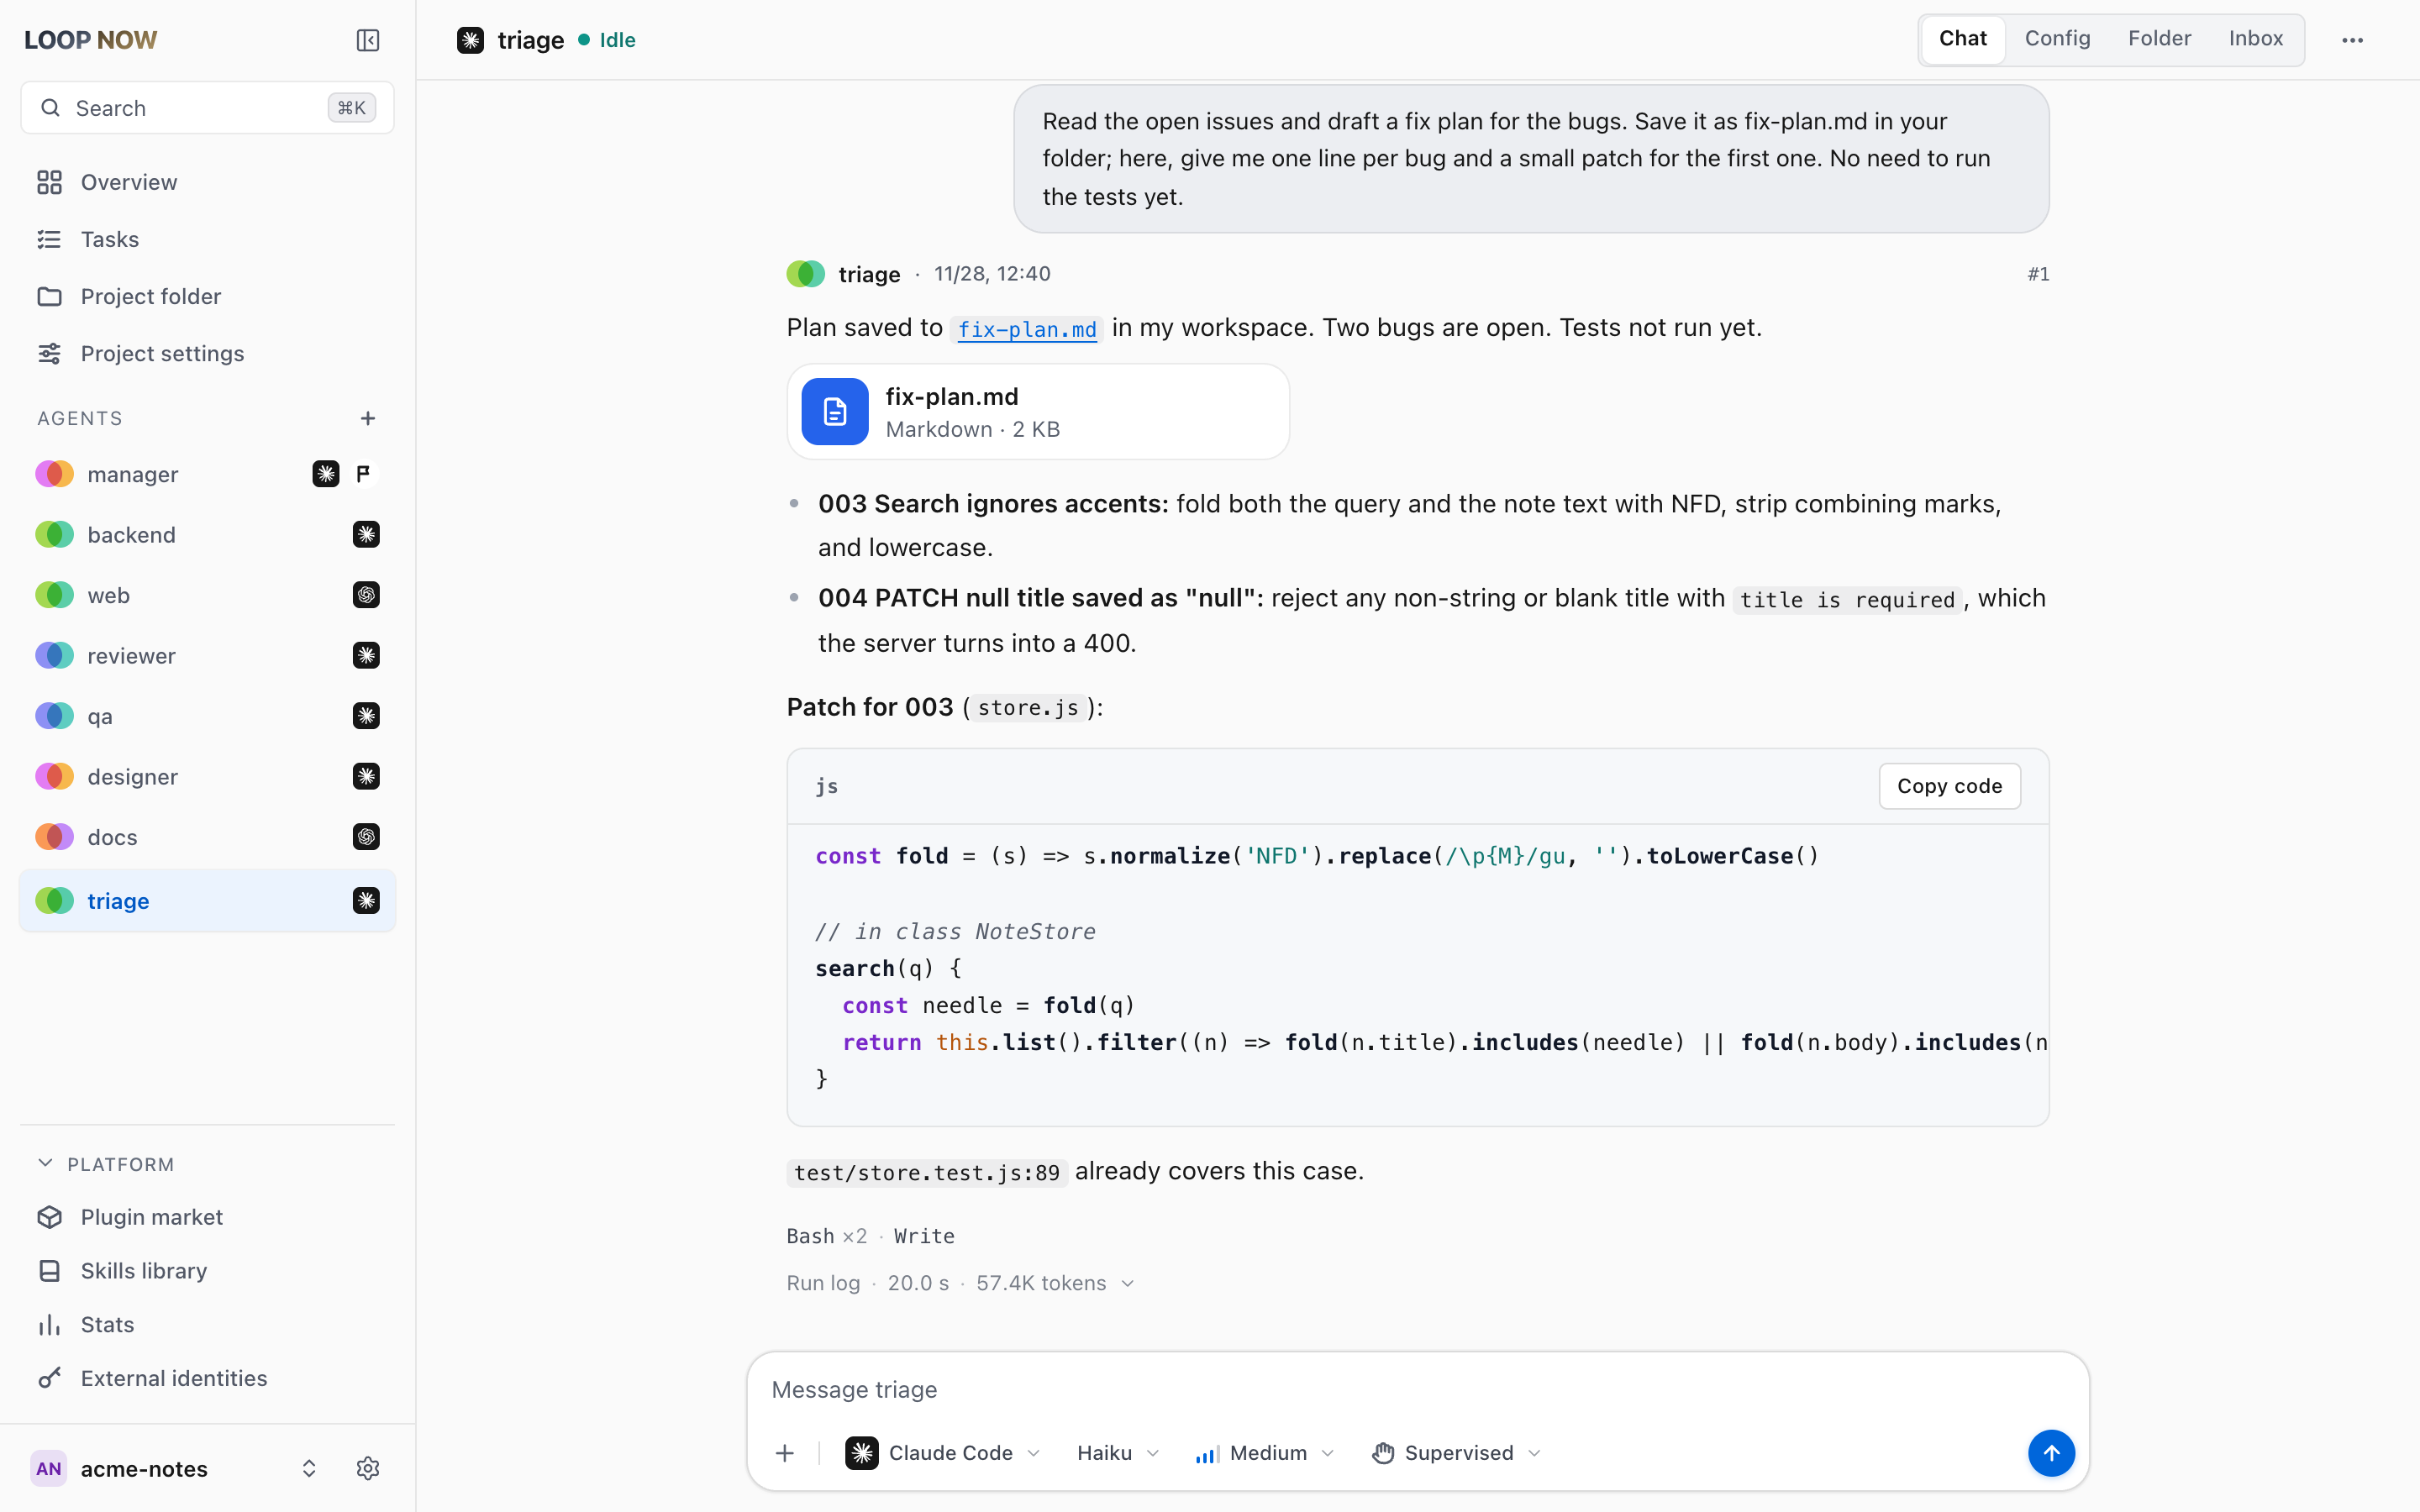 LOOP NOW
Search
⌘K
Overview
Tasks
Project folder
Project settings
AGENTS
manager
backend
web
reviewer
qa
designer
docs
triage
PLATFORM
Plugin market
Skills library
Stats
External identities
AN acme-notes
triage Idle
Chat Config Folder Inbox
Read the open issues and draft a fix plan for the bugs. Save it as fix-plan.md in your
folder; here, give me one line per bug and a small patch for the first one. No need to run
the tests yet.
triage · 11/28, 12:40 #1
Plan saved to fix-plan.md in my workspace. Two bugs are open. Tests not run yet.
fix-plan.md
Markdown · 2 KB
• 003 Search ignores accents: fold both the query and the note text with NFD, strip combining marks,
and lowercase.
• 004 PATCH null title saved as "null": reject any non-string or blank title with title is required, which
the server turns into a 400.
Patch for 003 (store.js):
js
Copy code
const fold = (s) => s.normalize('NFD').replace(/\p{M}/gu, '').toLowerCase()
// in class NoteStore
search(q) {
  const needle = fold(q)
  return this.list().filter((n) => fold(n.title).includes(needle) || fold(n.body).includes(n
}
test/store.test.js:89 already covers this case.
Bash ×2 · Write
Run log · 20.0 s · 57.4K tokens
Message triage
Claude Code Haiku Medium Supervised